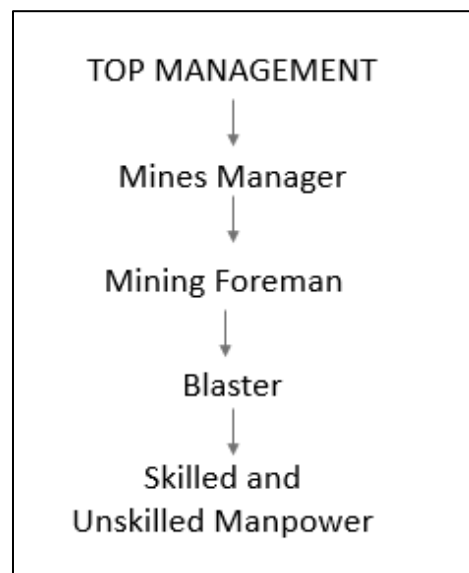 TOP MANAGEMENT
Mines Manager
Mining Foreman
Blaster
Skilled and
Unskilled Manpower